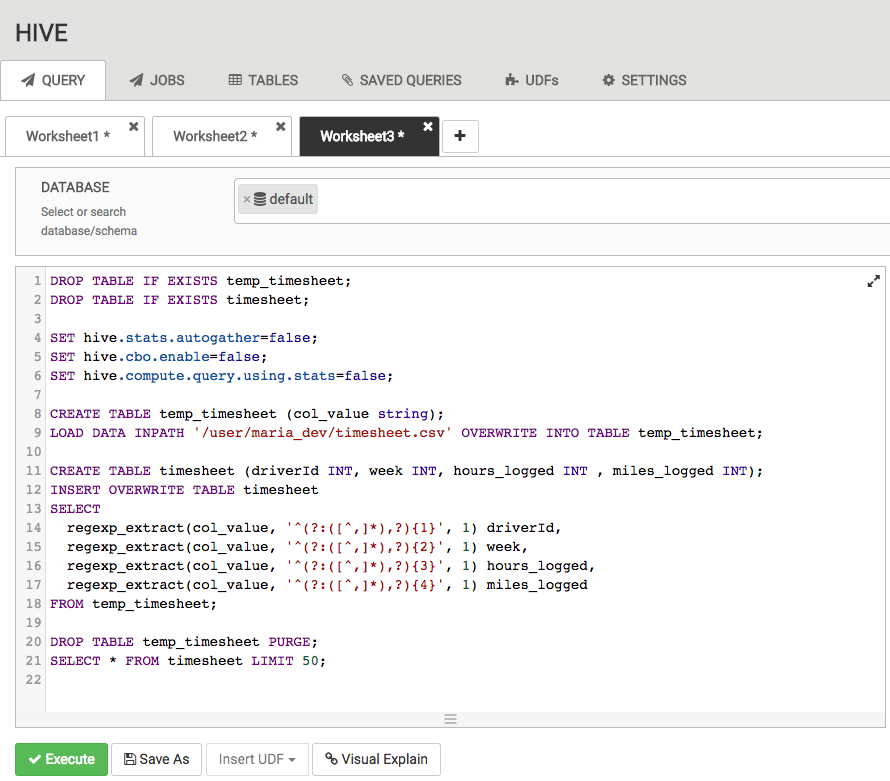 HIVE
QUERY JOBS TABLES SAVED QUERIES UDFs SETTINGS
Worksheet1 * Worksheet2 * Worksheet3 *
DATABASE
Select or search
database/schema
× default
1 DROP TABLE IF EXISTS temp_timesheet;
2 DROP TABLE IF EXISTS timesheet;
3
4 SET hive.stats.autogather=false;
5 SET hive.cbo.enable=false;
6 SET hive.compute.query.using.stats=false;
7
8 CREATE TABLE temp_timesheet (col_value string);
9 LOAD DATA INPATH '/user/maria_dev/timesheet.csv' OVERWRITE INTO TABLE temp_timesheet;
10
11 CREATE TABLE timesheet (driverId INT, week INT, hours_logged INT , miles_logged INT);
12 INSERT OVERWRITE TABLE timesheet
13 SELECT
14   regexp_extract(col_value, '^(?:([^,]*),?){1}', 1) driverId,
15   regexp_extract(col_value, '^(?:([^,]*),?){2}', 1) week,
16   regexp_extract(col_value, '^(?:([^,]*),?){3}', 1) hours_logged,
17   regexp_extract(col_value, '^(?:([^,]*),?){4}', 1) miles_logged
18 FROM temp_timesheet;
19
20 DROP TABLE temp_timesheet PURGE;
21 SELECT * FROM timesheet LIMIT 50;
22
Execute Save As Insert UDF Visual Explain